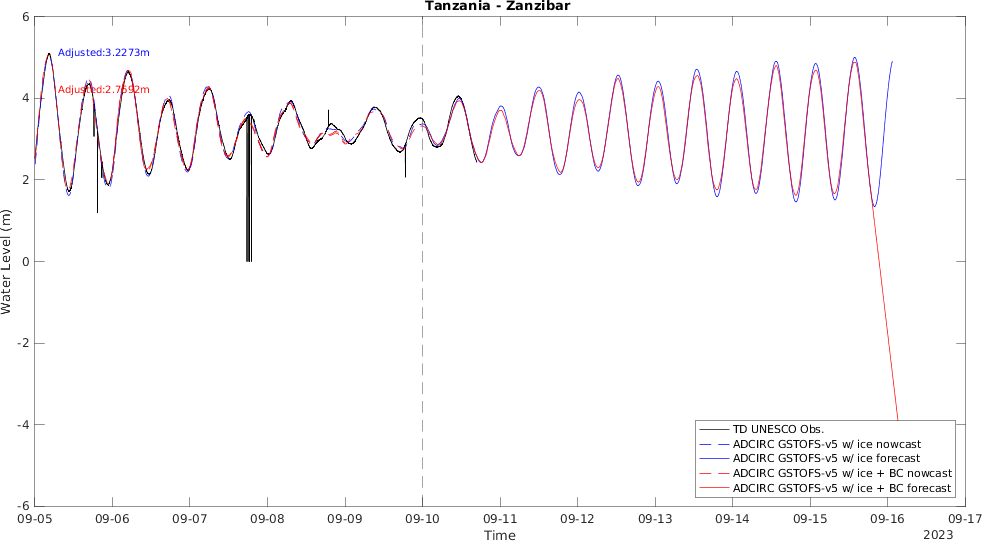 Tanzania - Zanzibar
6
4
2
0
-2
-4
-6
Water Level (m)
Adjusted:3.2273m
Adjusted:2.7592m
TD UNESCO Obs.
ADCIRC GSTOFS-v5 w/ ice nowcast
ADCIRC GSTOFS-v5 w/ ice forecast
ADCIRC GSTOFS-v5 w/ ice + BC nowcast
ADCIRC GSTOFS-v5 w/ ice + BC forecast
09-05 09-06 09-07 09-08 09-09 09-10 09-11 09-12 09-13 09-14 09-15 09-16 09-17
Time
2023